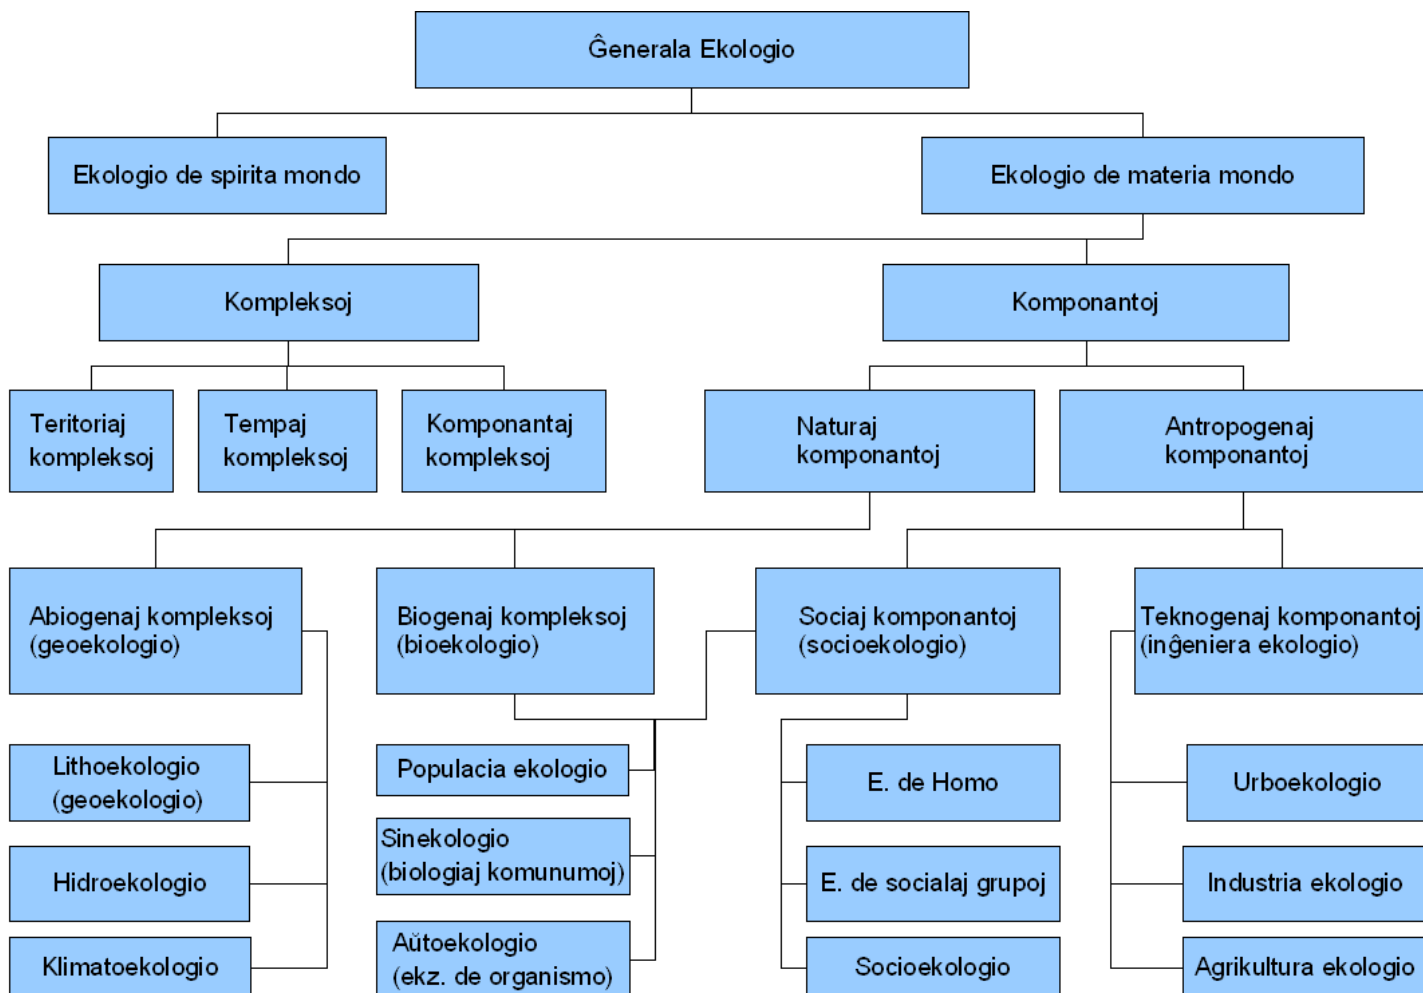 Ĝenerala Ekologio
Ekologio de spirita mondo
Ekologio de materia mondo
Kompleksoj
Komponantoj
Teritoriaj
kompleksoj
Tempaj
kompleksoj
Komponantaj
kompleksoj
Naturaj
komponantoj
Antropogenaj
komponantoj
Abiogenaj kompleksoj
(geoekologio)
Biogenaj kompleksoj
(bioekologio)
Sociaj komponantoj
(socioekologio)
Teknogenaj komponantoj
(inĝeniera ekologio)
Lithoekologio
(geoekologio)
Populacia ekologio
E. de Homo
Urboekologio
Hidroekologio
Sinekologio
(biologiaj komunumoj)
E. de socialaj grupoj
Industria ekologio
Klimatoekologio
Aŭtoekologio
(ekz. de organismo)
Socioekologio
Agrikultura ekologio